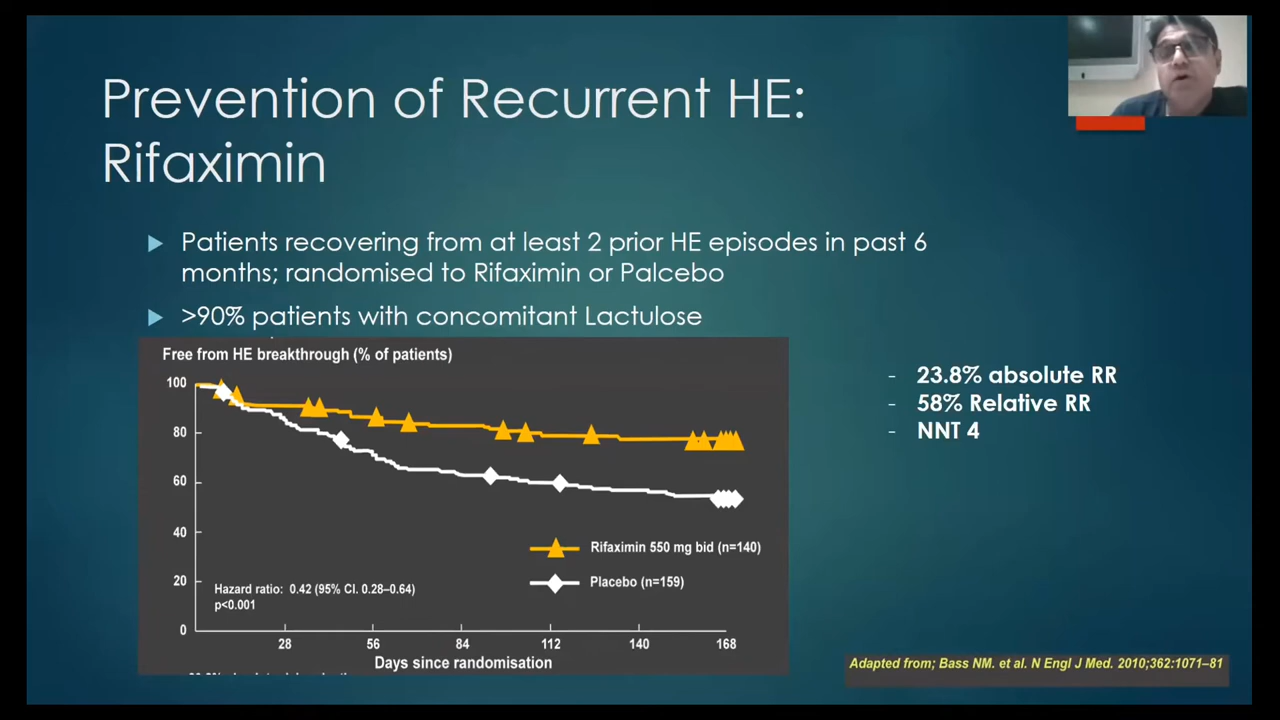 Prevention of Recurrent HE:
Rifaximin
Patients recovering from at least 2 prior HE episodes in past 6
months; randomised to Rifaximin or Palcebo
>90% patients with concomitant Lactulose
Free from HE breakthrough (% of patients)
100
80
60
40
20
0
28 56 84 112 140 168
Days since randomisation
Rifaximin 550 mg bid (n=140)
Placebo (n=159)
Hazard ratio: 0.42 (95% CI. 0.28–0.64)
p<0.001
- 23.8% absolute RR
- 58% Relative RR
- NNT 4
Adapted from; Bass NM. et al. N Engl J Med. 2010;362:1071–81